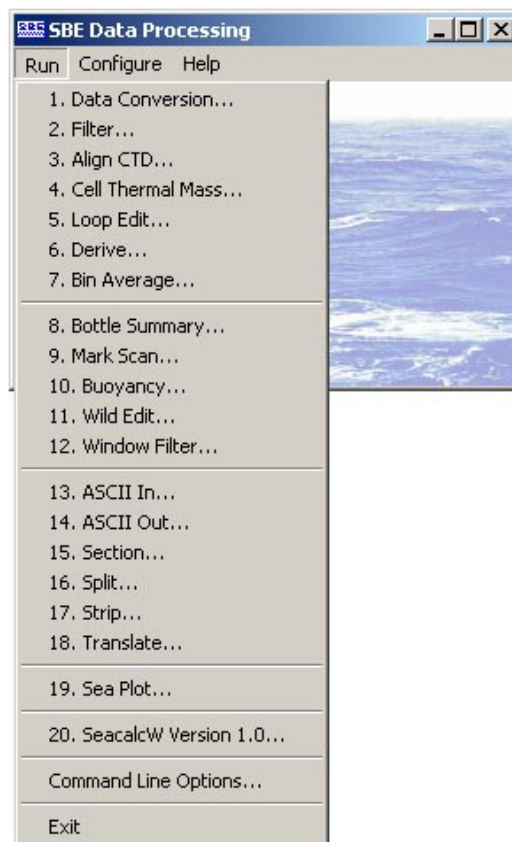 SBE SBE Data Processing
Run Configure Help
1. Data Conversion...
2. Filter...
3. Align CTD...
4. Cell Thermal Mass...
5. Loop Edit...
6. Derive...
7. Bin Average...
8. Bottle Summary...
9. Mark Scan...
10. Buoyancy...
11. Wild Edit...
12. Window Filter...
13. ASCII In...
14. ASCII Out...
15. Section...
16. Split...
17. Strip...
18. Translate...
19. Sea Plot...
20. SeacalcW Version 1.0...
Command Line Options...
Exit